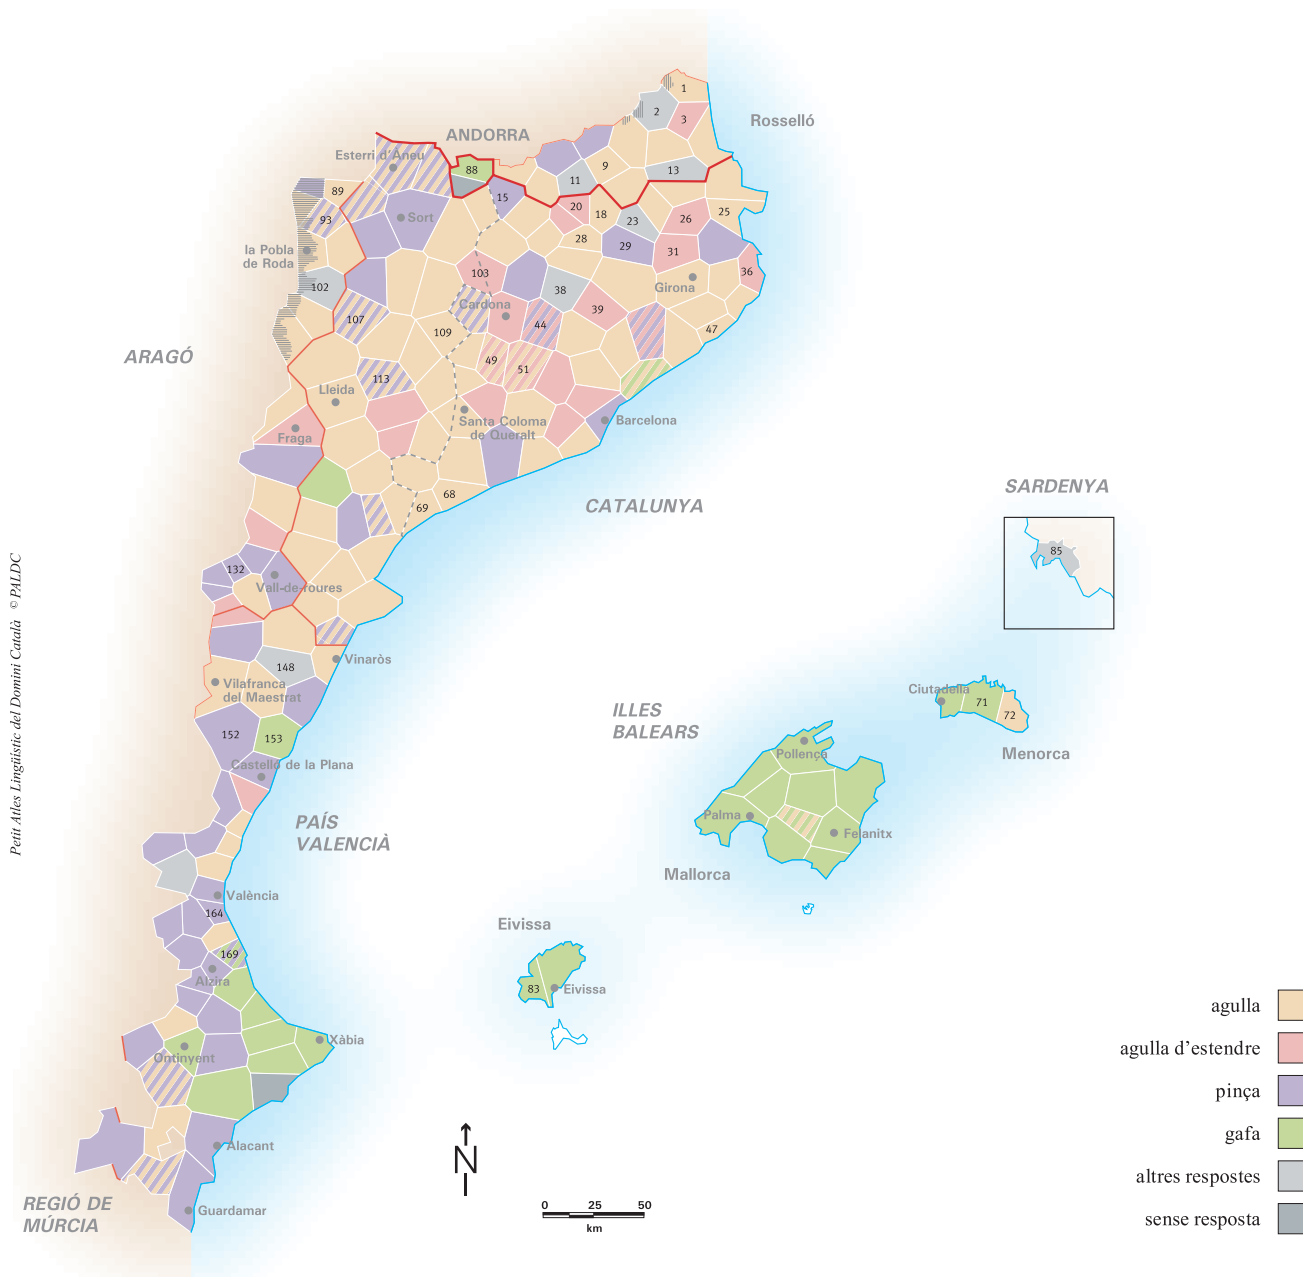 1
Rosselló
2
3
ANDORRA
Esterri d'Àneu
88
9
13
11
89
15
20
18
23
26
25
93
Sort
28
29
31
la Pobla
de Roda
103
36
102
38
Girona
Cardona
39
107
44
47
109
ARAGÓ
49
51
113
Lleida
Santa Coloma
de Queralt
Barcelona
Fraga
68
69
CATALUNYA
SARDENYA
85
132
Vall-de-roures
Petit Atles Lingüístic del Domini Català © PALDC
148
Vinaròs
Vilafranca
del Maestrat
152
153
Castelló de la Plana
ILLES
BALEARS
Ciutadella
71
72
Menorca
Pollença
Palma
Felanitx
Mallorca
PAÍS
VALENCIÀ
València
164
169
Alzira
Eivissa
83
Eivissa
Xàbia
Ontinyent
Alacant
Guardamar
REGIÓ DE
MÚRCIA
N
0 25 50
km
agulla
agulla d'estendre
pinça
gafa
altres respostes
sense resposta